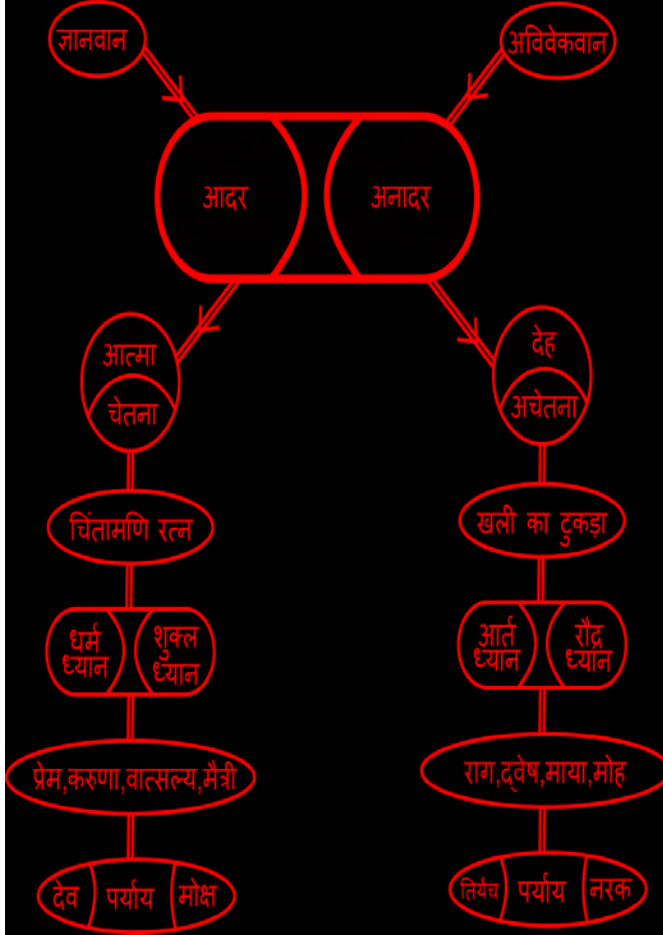 ज्ञानवान
अविवेकवान
आदर
अनादर
आत्मा
चेतना
देह
अचेतना
चिंतामणि रत्न
खली का टुकड़ा
धर्म
ध्यान
शुक्ल
ध्यान
आर्त
ध्यान
रौद्र
ध्यान
प्रेम,करुणा,वात्सल्य,मैत्री
राग,द्वेष,माया,मोह
देव
पर्याय
मोक्ष
तिर्यंच
पर्याय
नरक